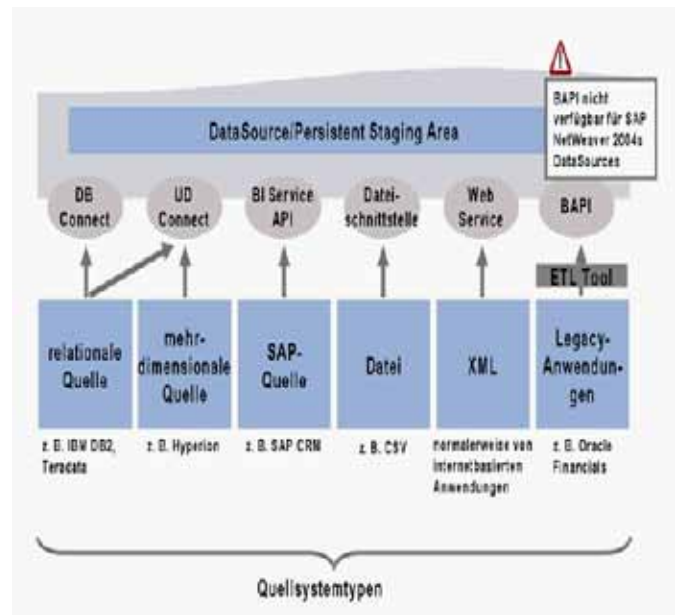 BAPI nicht
verfügbar für SAP
NetWeaver 2004s
DataSources
DataSource/Persistent Staging Area
DB
Connect
UD
Connect
BI Service
API
Datei-
schnittstelle
Web
Service
BAPI
ETL Tool
relationale
Quelle
mehr-
dimensionale
Quelle
SAP-
Quelle
Datei
XML
Legacy-
Anwendun-
gen
z. B. IBM DB2,
Teradata
z. B. Hyperion
z. B. SAP CRM
z. B. CSV
normalerweise von
internetbasierten
Anwendungen
z. B. Oracle
Financials
Quellsystemtypen